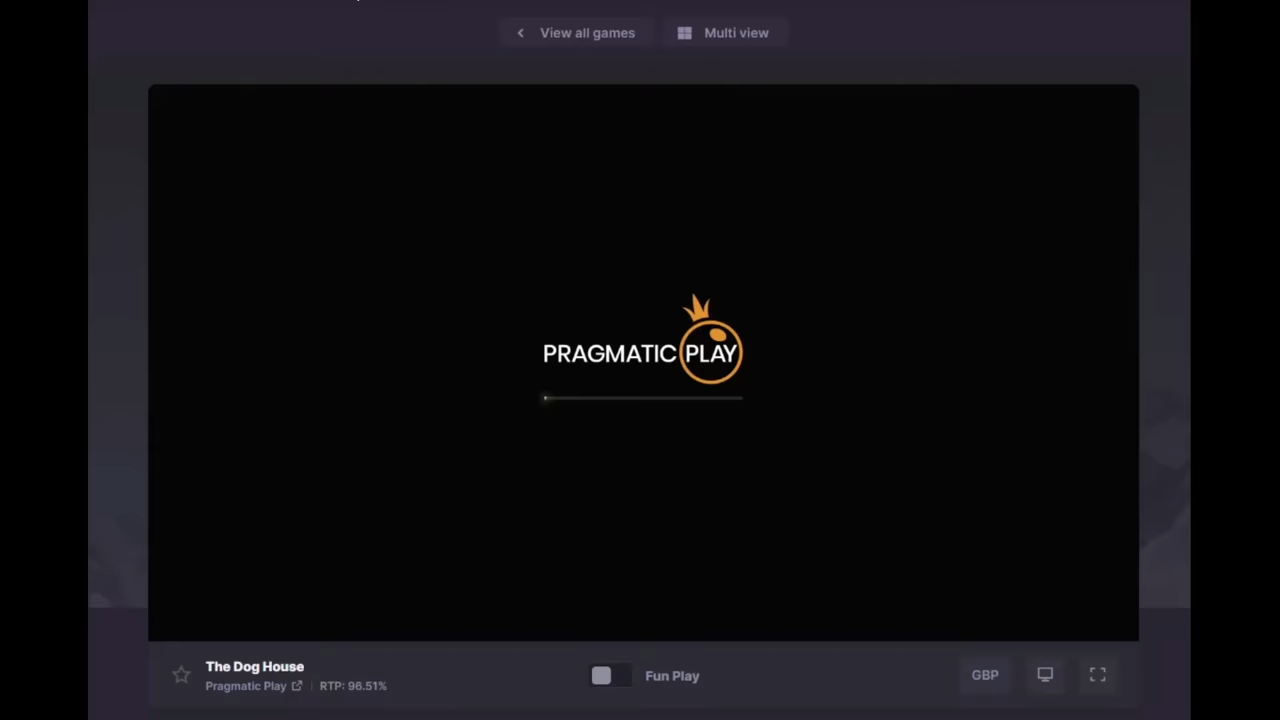 View all games
Multi view
PRAGMATIC PLAY
The Dog House
Pragmatic Play
RTP: 96.51%
Fun Play
GBP